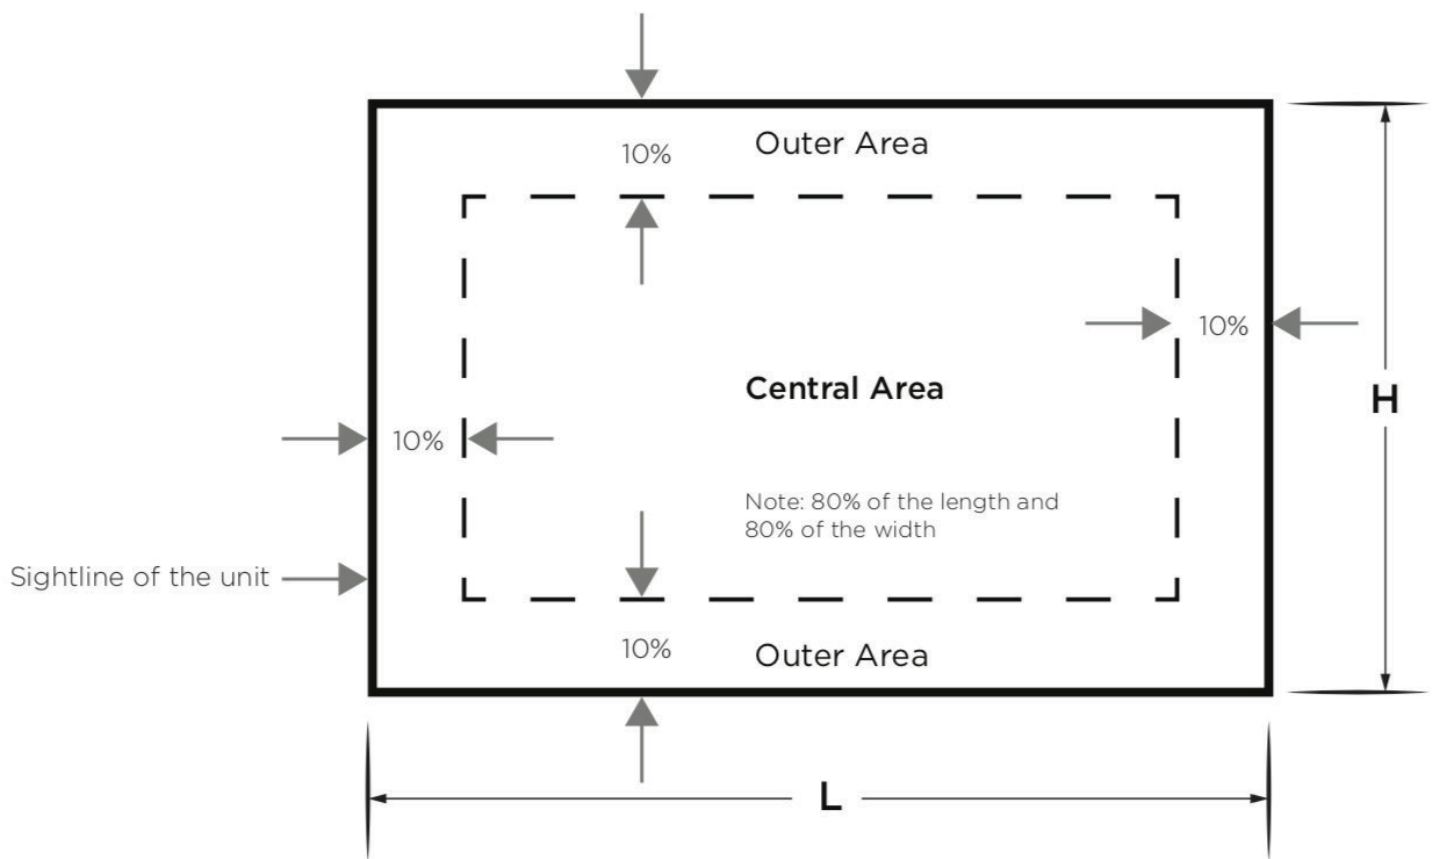 Outer Area
10%
10%
Central Area
H
10%
Note: 80% of the length and
80% of the width
Sightline of the unit
10%
Outer Area
L